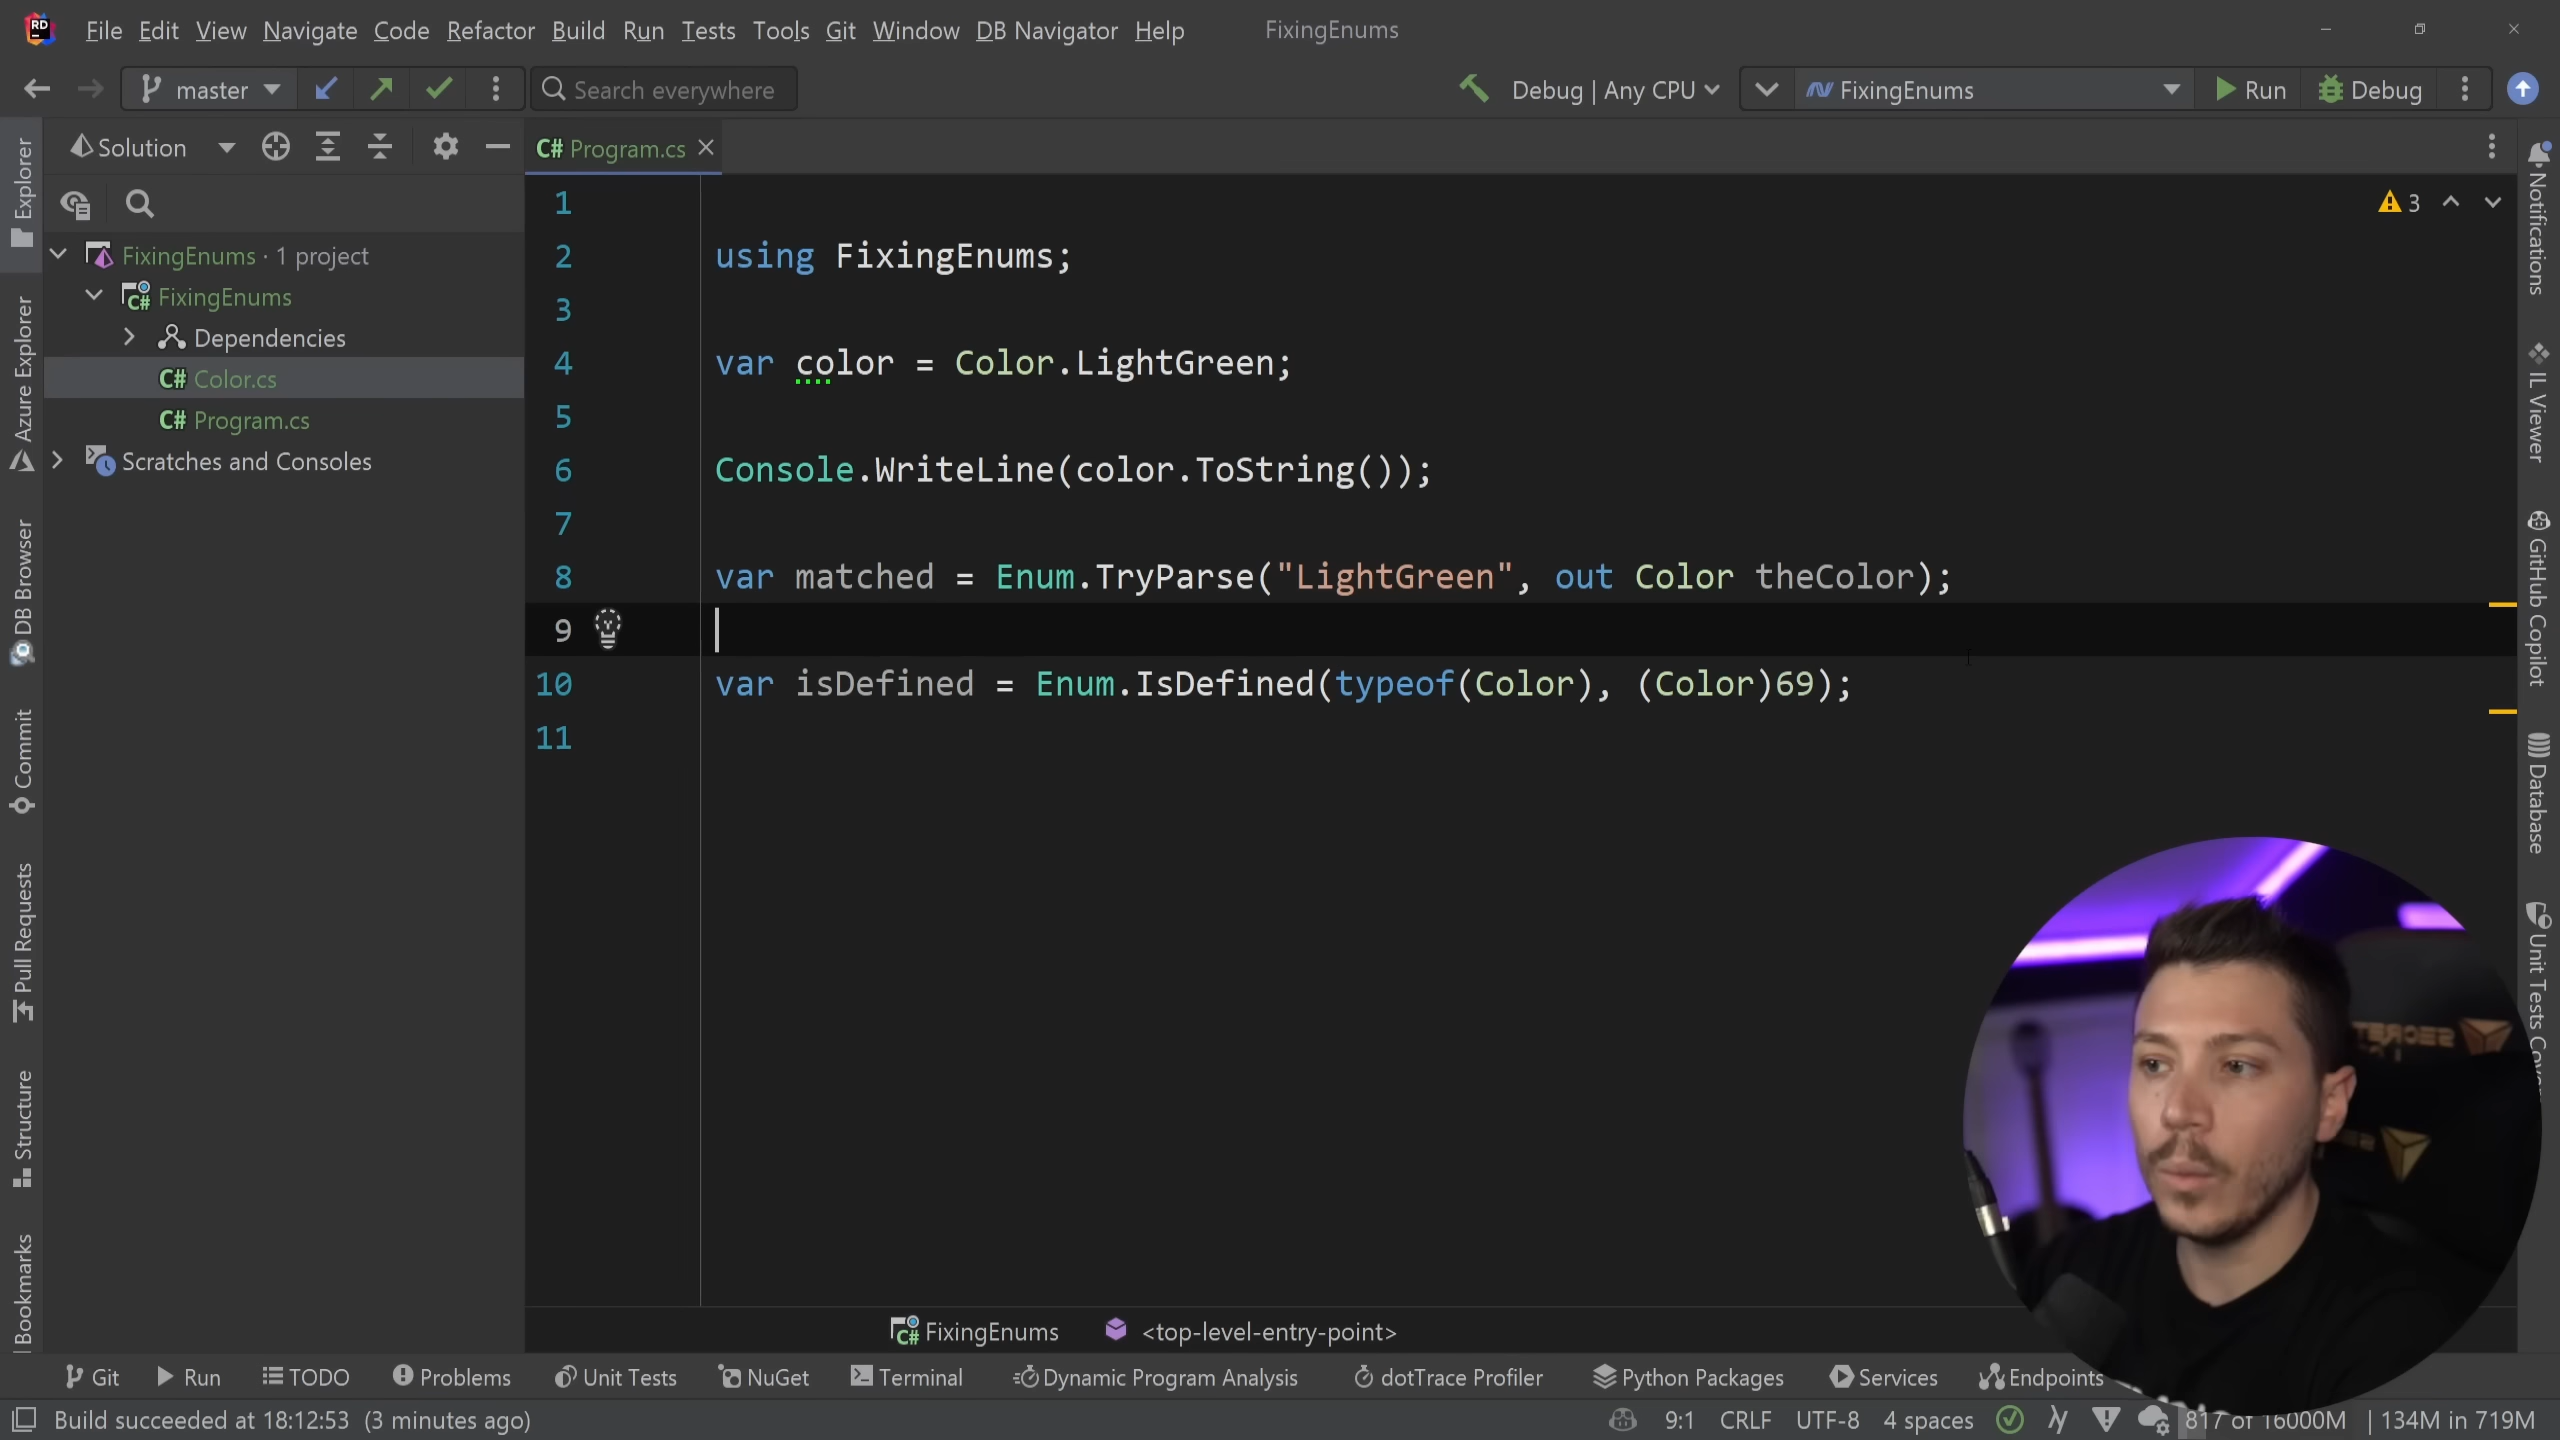 File Edit View Navigate Code Refactor Build Run Tests Tools Git Window DB Navigator Help FixingEnums
master Search everywhere Debug | Any CPU FixingEnums Run Debug
Solution
C# Program.cs
FixingEnums · 1 project
FixingEnums
Dependencies
C# Color.cs
C# Program.cs
Scratches and Consoles
Explorer
Azure Explorer
DB Browser
Commit
Pull Requests
Structure
Bookmarks
3
1
2 using FixingEnums;
3
4 var color = Color.LightGreen;
5
6 Console.WriteLine(color.ToString());
7
8 var matched = Enum.TryParse("LightGreen", out Color theColor);
9
10 var isDefined = Enum.IsDefined(typeof(Color), (Color)69);
11
Notifications
IL Viewer
GitHub Copilot
Database
Unit Tests
FixingEnums <top-level-entry-point>
Git Run TODO Problems Unit Tests NuGet Terminal Dynamic Program Analysis dotTrace Profiler Python Packages Services Endpoints
Build succeeded at 18:12:53 (3 minutes ago) 9:1 CRLF UTF-8 4 spaces 817 of 16000M | 134M in 719M